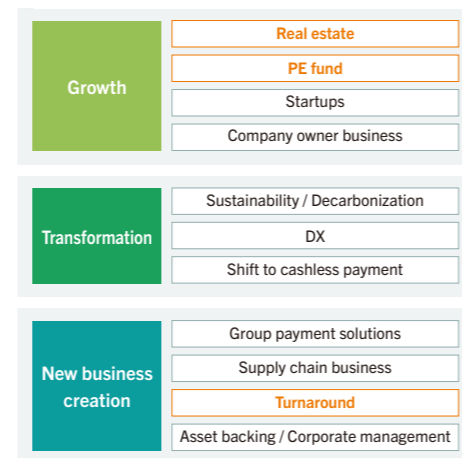 Growth
Real estate
PE fund
Startups
Company owner business
Transformation
Sustainability / Decarbonization
DX
Shift to cashless payment
New business
creation
Group payment solutions
Supply chain business
Turnaround
Asset backing / Corporate management